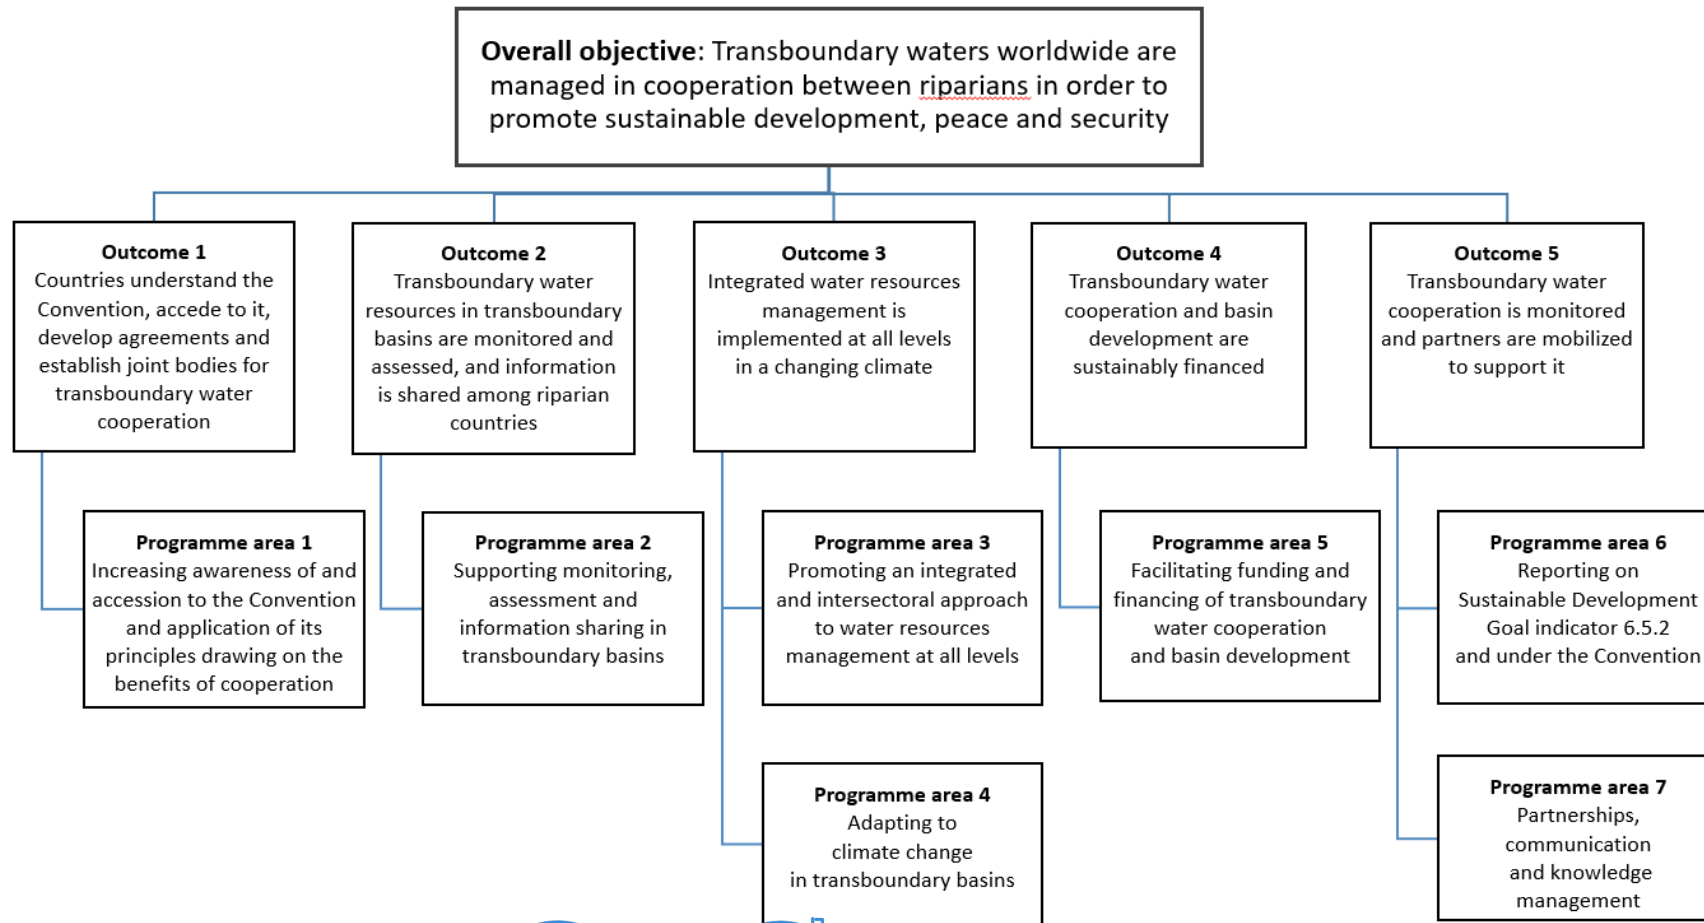 Overall objective: Transboundary waters worldwide are
managed in cooperation between riparians in order to
promote sustainable development, peace and security
Outcome 1
Countries understand the
Convention, accede to it,
develop agreements and
establish joint bodies for
transboundary water
cooperation
Outcome 2
Transboundary water
resources in transboundary
basins are monitored and
assessed, and information
is shared among riparian
countries
Outcome 3
Integrated water resources
management is
implemented at all levels
in a changing climate
Outcome 4
Transboundary water
cooperation and basin
development are
sustainably financed
Outcome 5
Transboundary water
cooperation is monitored
and partners are mobilized
to support it
Programme area 1
Increasing awareness of and
accession to the Convention
and application of its
principles drawing on the
benefits of cooperation
Programme area 2
Supporting monitoring,
assessment and
information sharing in
transboundary basins
Programme area 3
Promoting an integrated
and intersectoral approach
to water resources
management at all levels
Programme area 5
Facilitating funding and
financing of transboundary
water cooperation
and basin development
Programme area 6
Reporting on
Sustainable Development
Goal indicator 6.5.2
and under the Convention
Programme area 4
Adapting to
climate change
in transboundary basins
Programme area 7
Partnerships,
communication
and knowledge
management